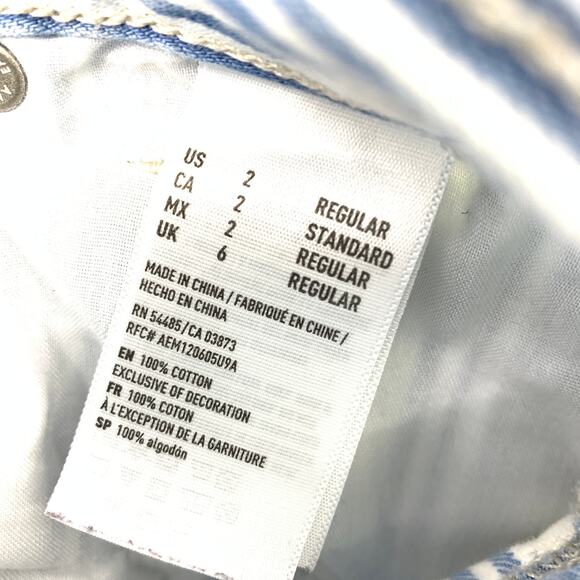 US 2 REGULAR
CA 2 STANDARD
MX 2 REGULAR
UK 6 REGULAR
MADE IN CHINA / FABRIQUÉ EN CHINE /
HECHO EN CHINA
RN 54485/CA 03873
RFC# AEM120605U9A
EN 100% COTTON
EXCLUSIVE OF DECORATION
FR 100% COTON
À L'EXCEPTION DE LA GARNITURE
SP 100% algodón